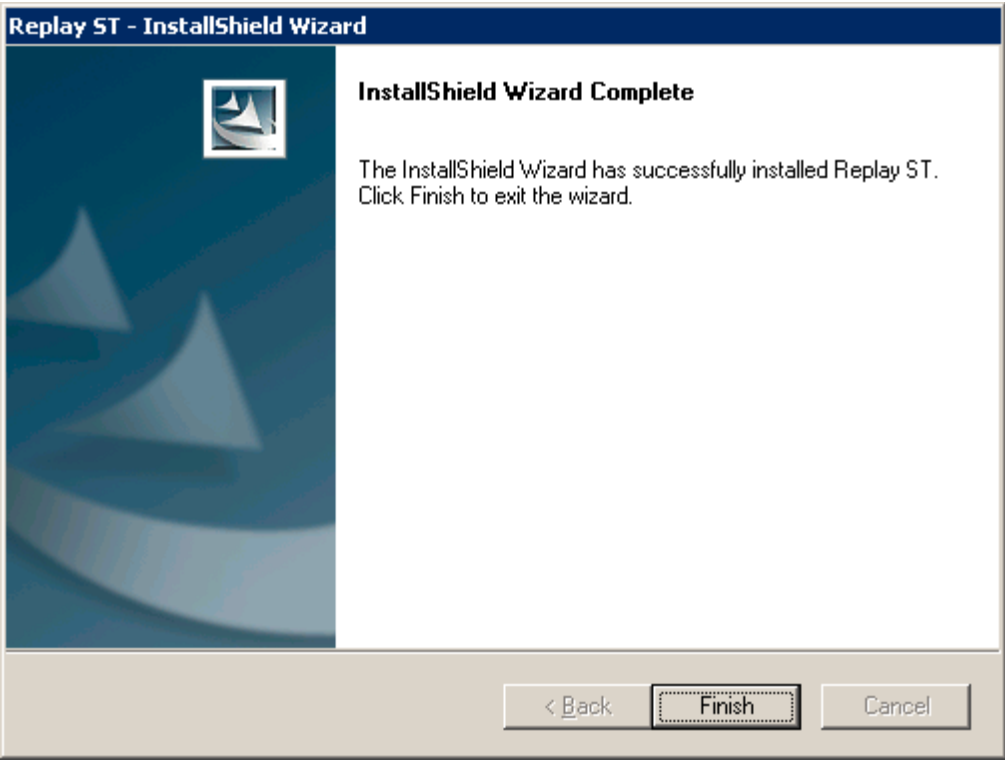 Replay ST - InstallShield Wizard
InstallShield Wizard Complete
The InstallShield Wizard has successfully installed Replay ST.
Click Finish to exit the wizard.
< Back
Finish
Cancel